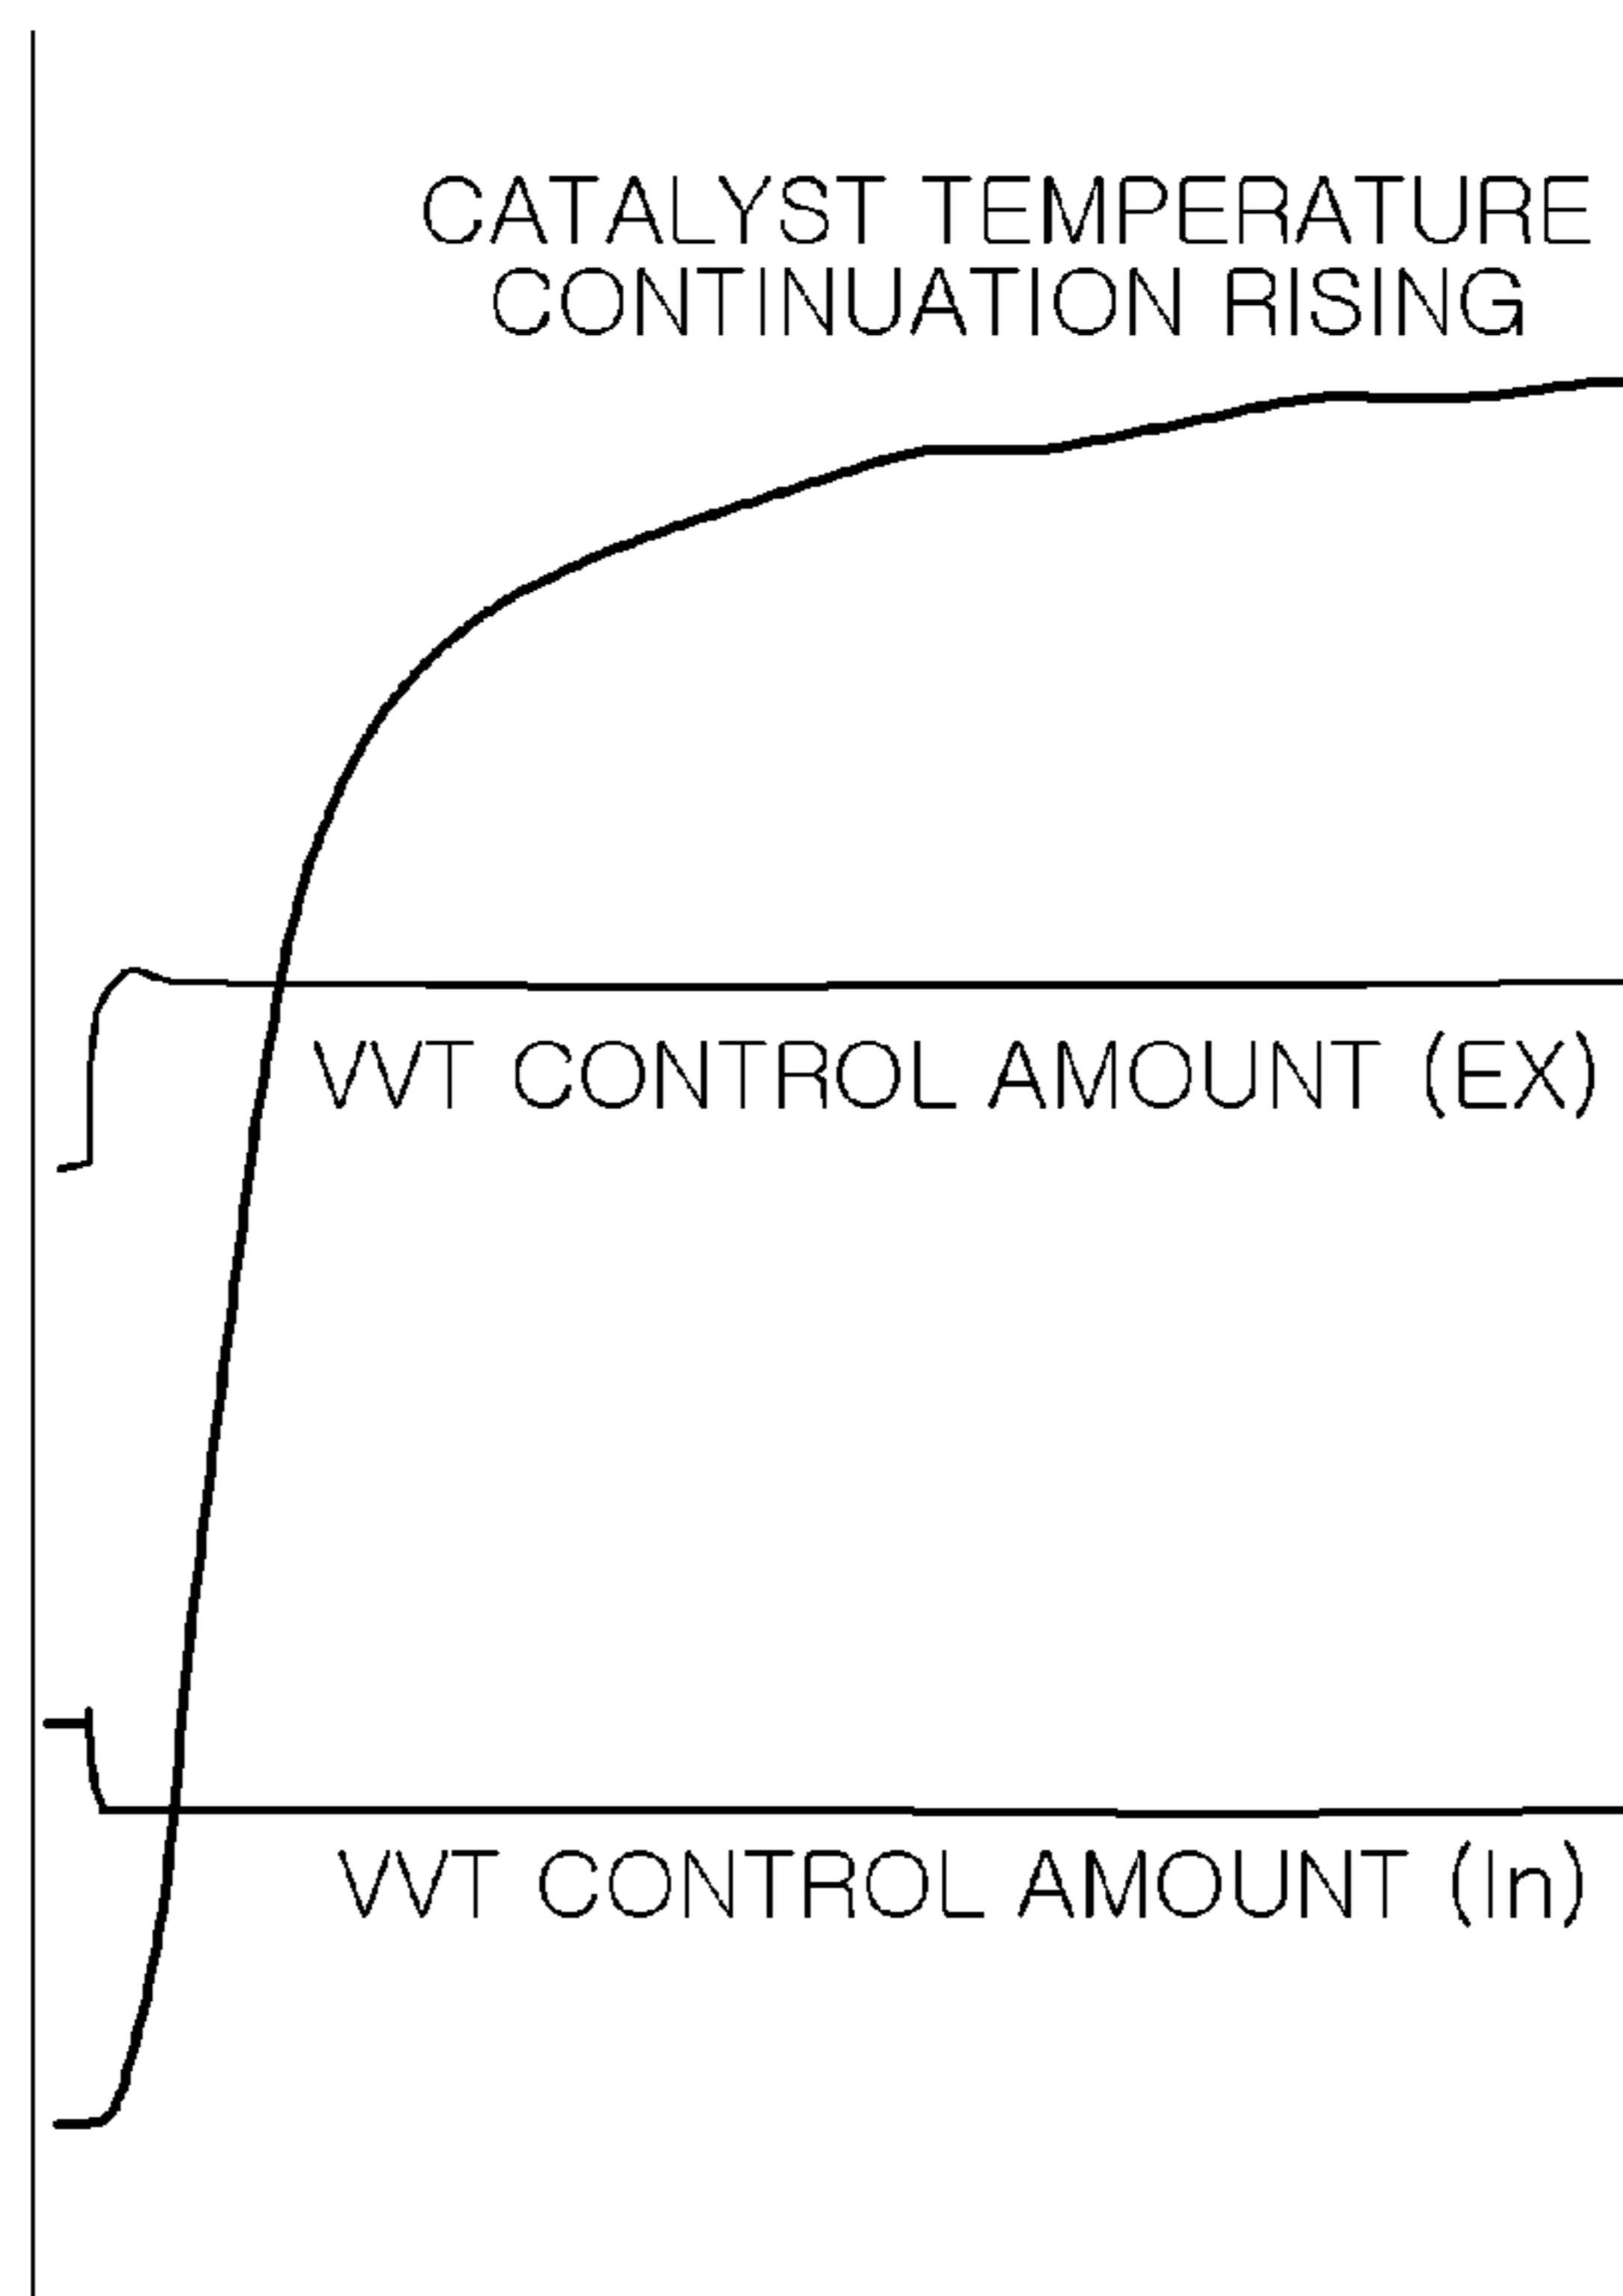 CATALYST TEMPERATURE
CONTINUATION RISING
VVT CONTROL AMOUNT (EX)
VVT CONTROL AMOUNT (In)